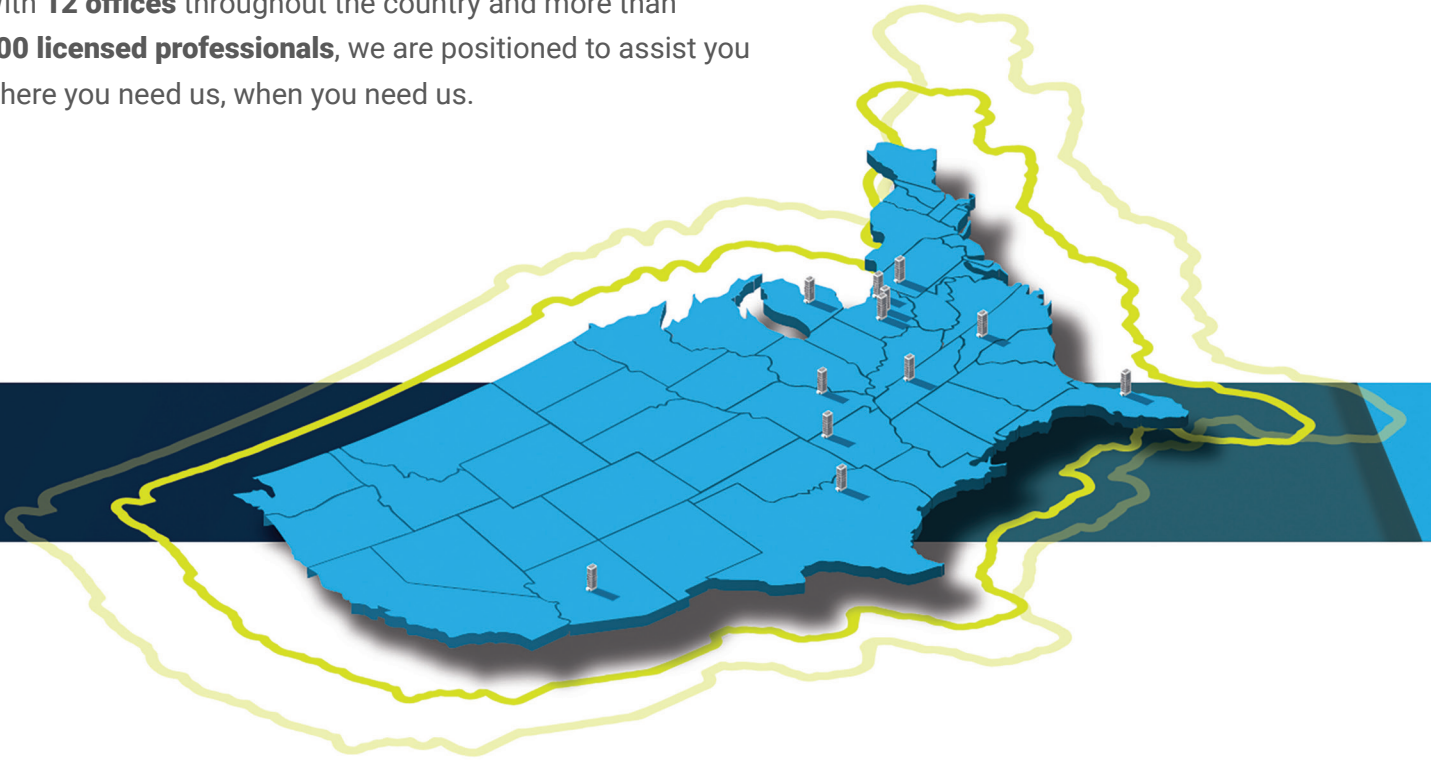 ith 12 offices throughout the country and more than
00 licensed professionals, we are positioned to assist you
here you need us, when you need us.